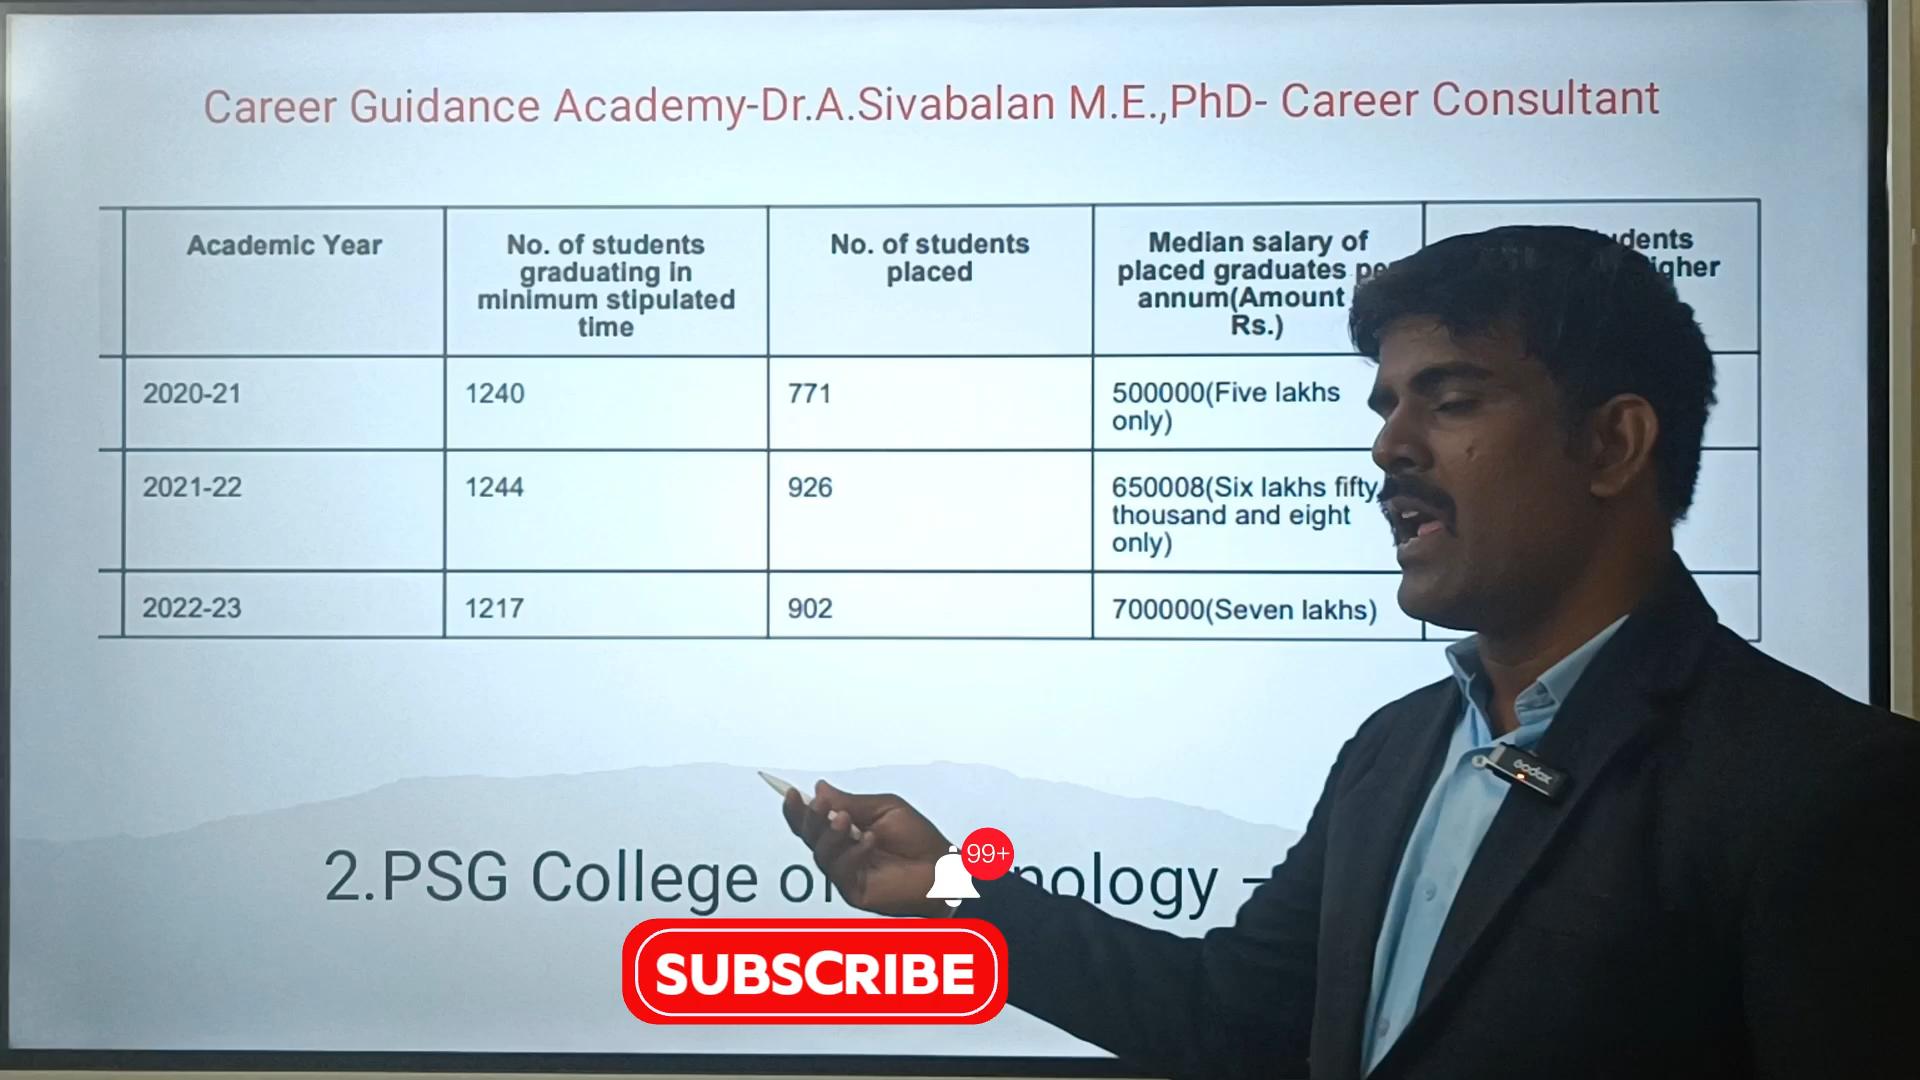 Career Guidance Academy-Dr.A.Sivabalan M.E.,PhD- Career Consultant
Academic Year
No. of students
graduating in
minimum stipulated
time
No. of students
placed
Median salary of
placed graduates
annum(Amount
Rs.)
2020-21
1240
771
500000(Five lakhs
only)
2021-22
1244
926
650008(Six lakhs fifty
thousand and eight
only)
2022-23
1217
902
700000(Seven lakhs)
2.PSG College
99+
SUBSCRIBE
Godox